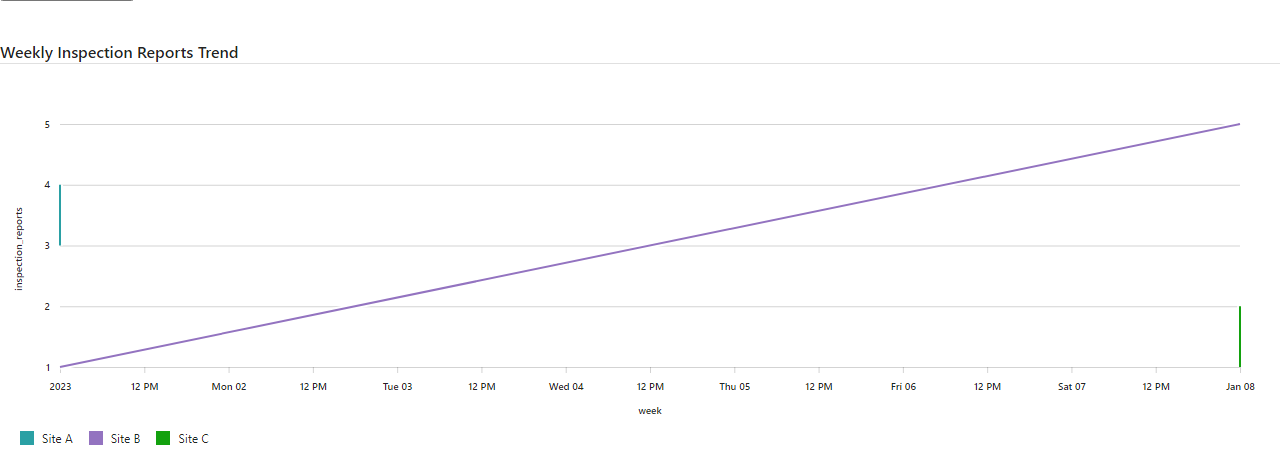 Weekly Inspection Reports Trend
5
4
3
2
1
inspection_reports
2023 12 PM Mon 02 12 PM Tue 03 12 PM Wed 04 12 PM Thu 05 12 PM Fri 06 12 PM Sat 07 12 PM Jan 08
week
Site A Site B Site C